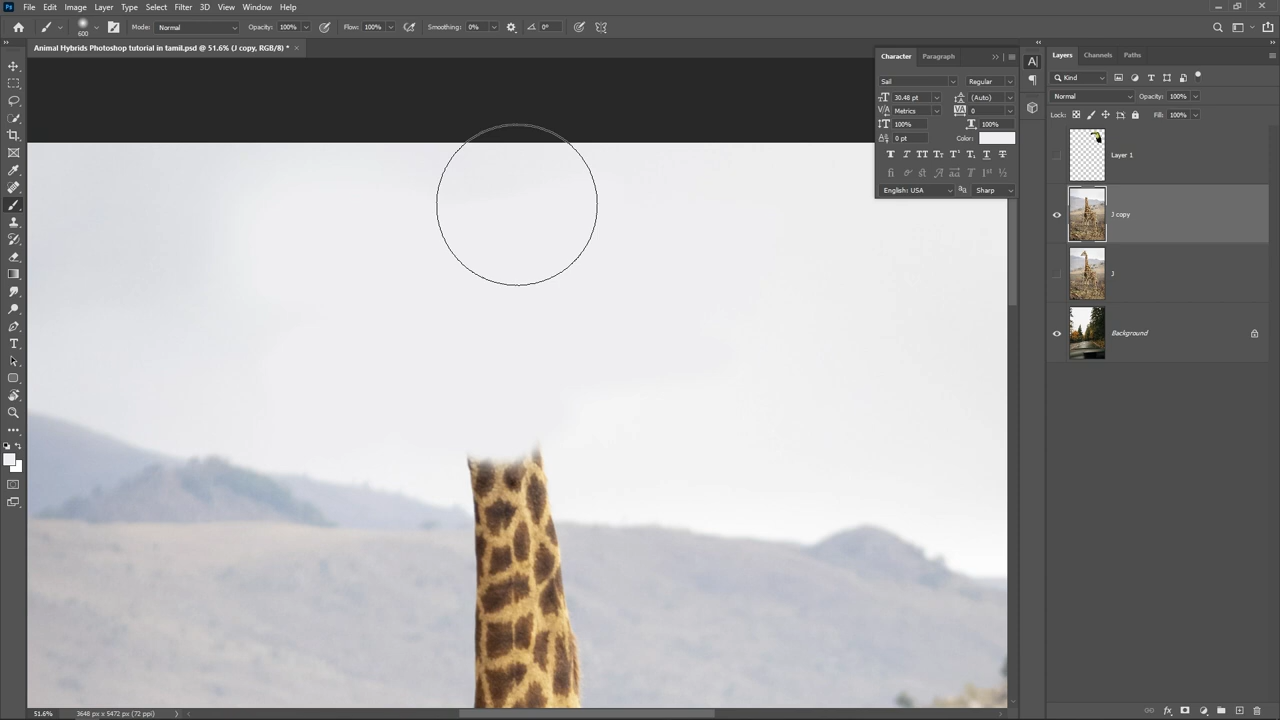 Ps File Edit Image Layer Type Select Filter 3D View Window Help
600 Mode: Normal Opacity: 100% Flow: 100% Smoothing: 0% 0°
Animal Hybrids Photoshop tutorial in tamil.psd @ 51.6% (J copy, RGB/8) *
Character Paragraph
Sail Regular
30.48 pt (Auto)
Metrics 0
100% 100%
0 pt Color:
English: USA Sharp
Layers Channels Paths
Kind
Normal Opacity: 100%
Lock: Fill: 100%
Layer 1
J copy
J
Background
51.6% 3648 px x 5472 px (72 ppi)